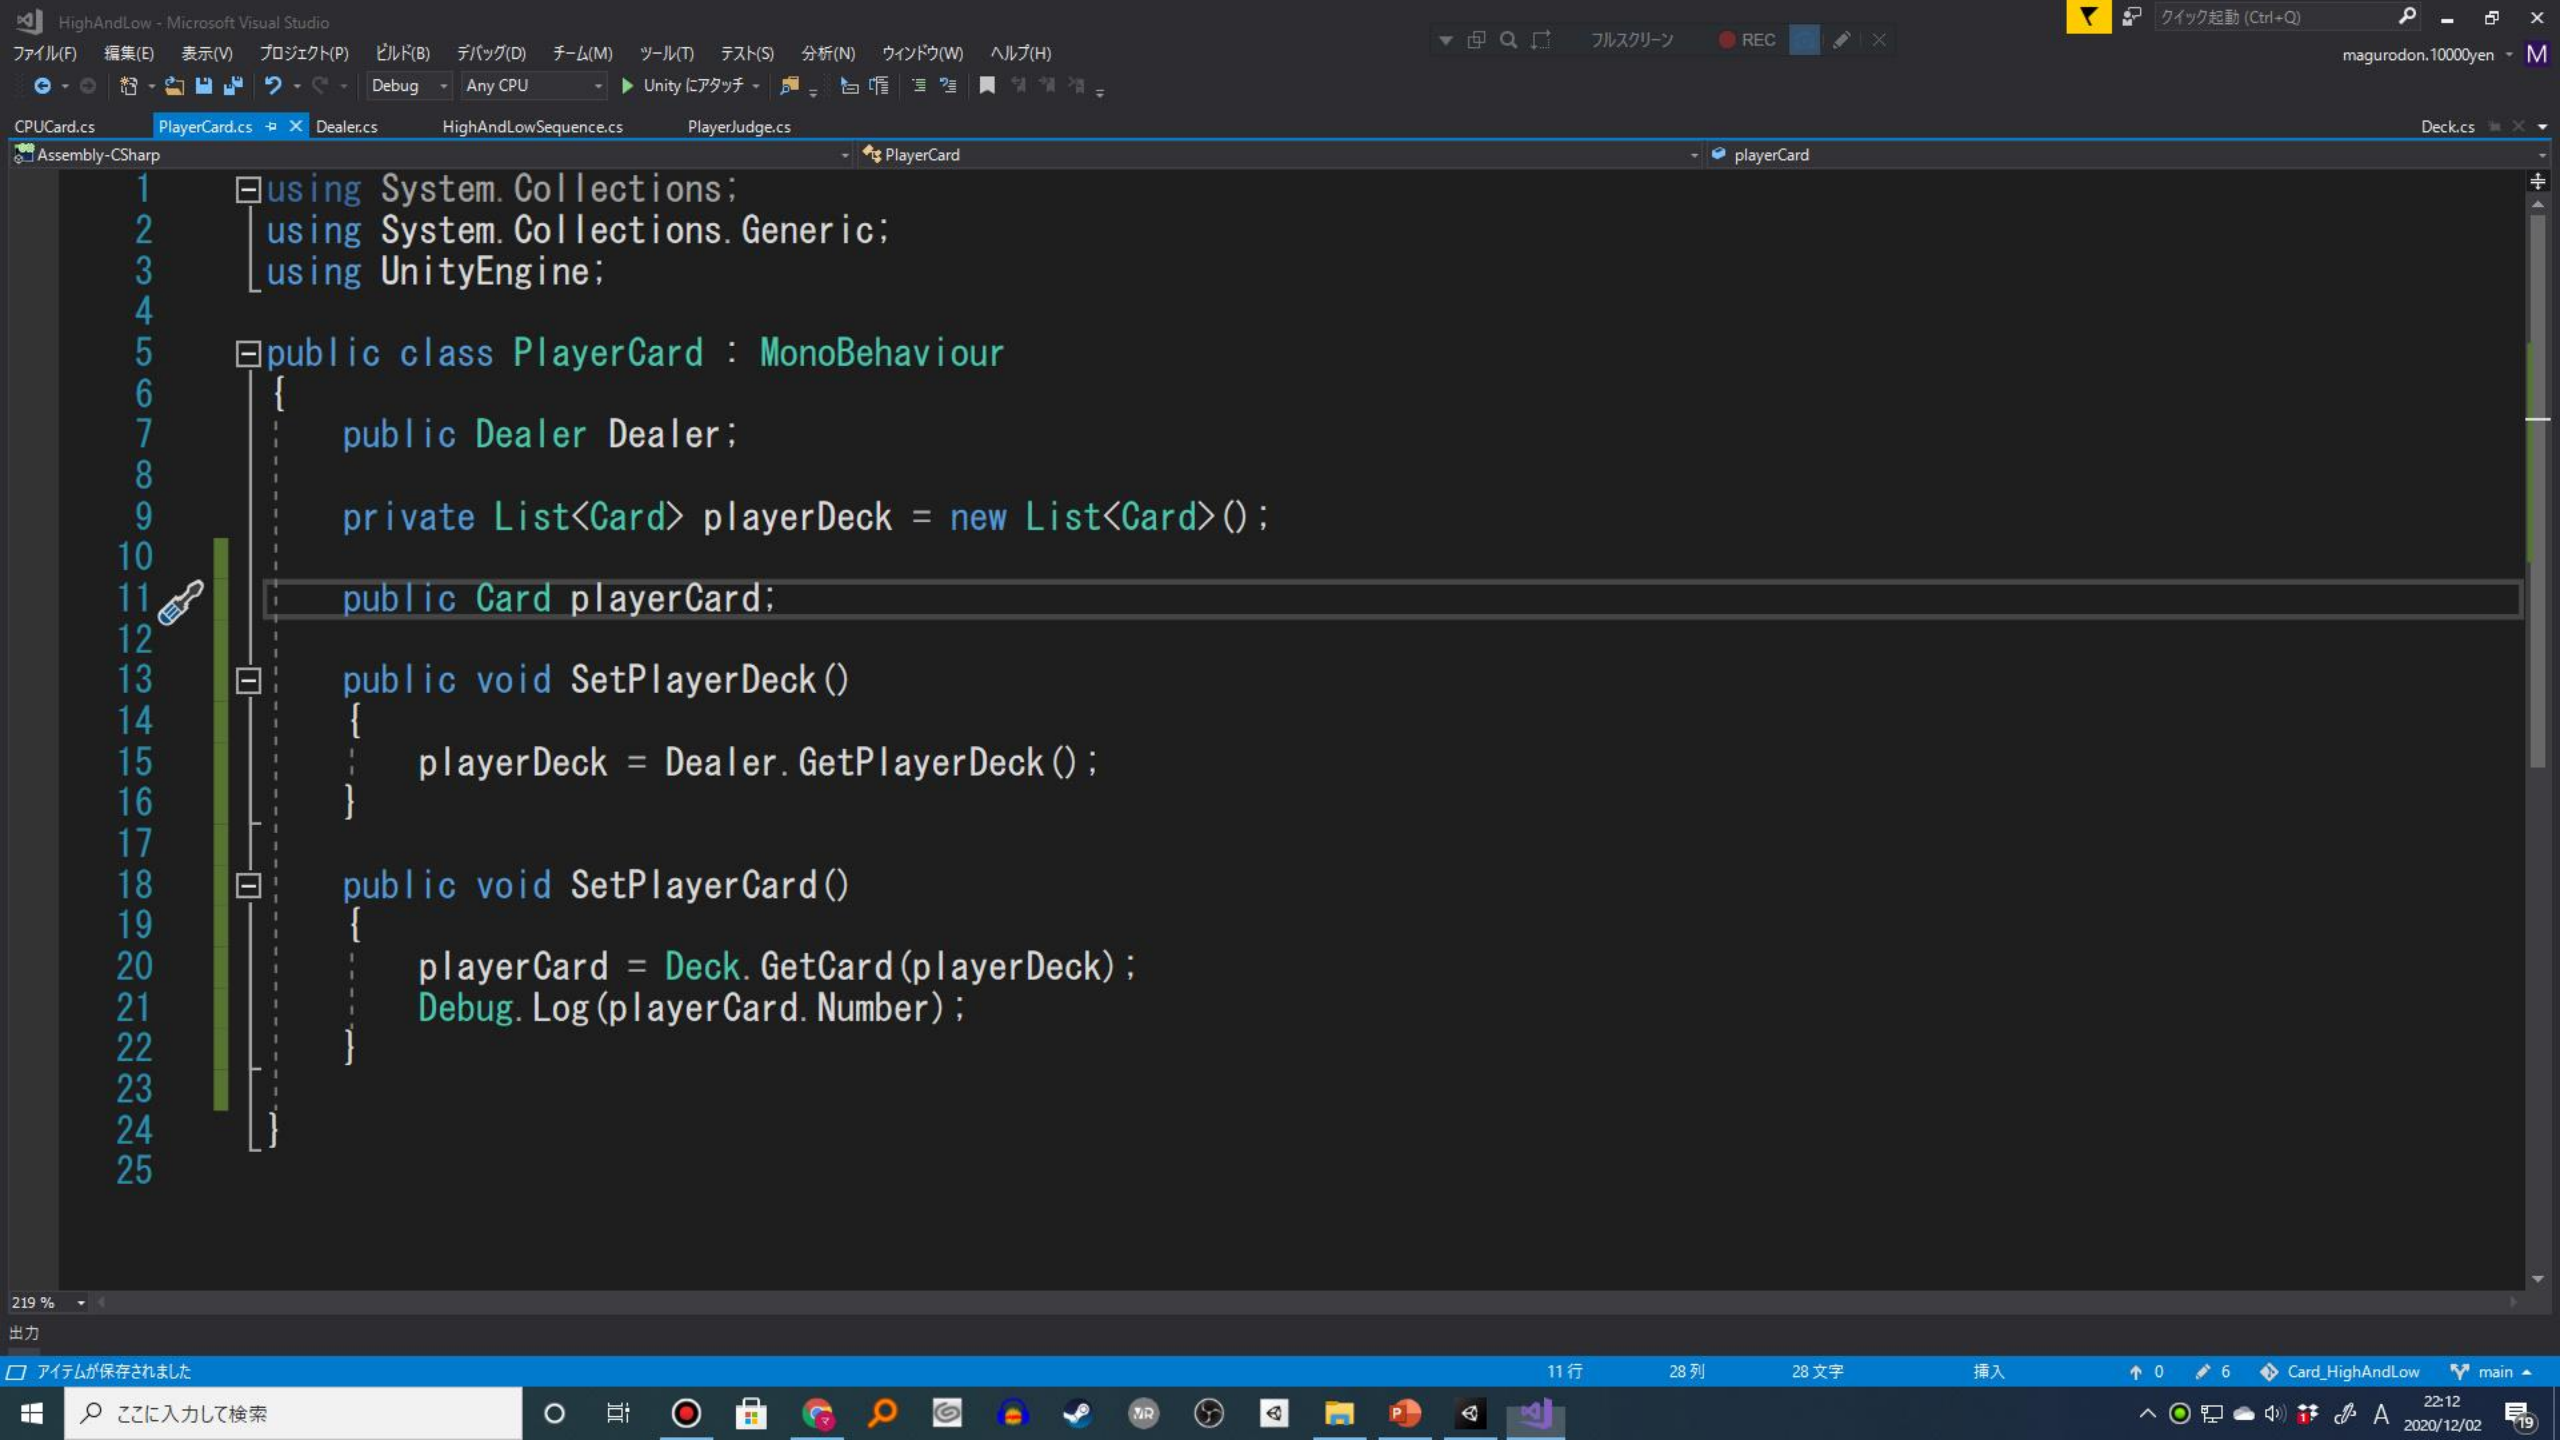 HighAndLow - Microsoft Visual Studio
クイック起動 (Ctrl+Q)
ファイル(F) 編集(E) 表示(V) プロジェクト(P) ビルド(B) デバッグ(D) チーム(M) ツール(T) テスト(S) 分析(N) ウィンドウ(W) ヘルプ(H)
フルスクリーン REC
magurodon.10000yen M
Debug Any CPU Unity にアタッチ
CPUCard.cs PlayerCard.cs Dealer.cs HighAndLowSequence.cs PlayerJudge.cs Deck.cs
Assembly-CSharp PlayerCard playerCard
1 using System.Collections;
2 using System.Collections.Generic;
3 using UnityEngine;
4
5 public class PlayerCard : MonoBehaviour
6 {
7 public Dealer Dealer;
8
9 private List<Card> playerDeck = new List<Card>();
10
11 public Card playerCard;
12
13 public void SetPlayerDeck()
14 {
15 playerDeck = Dealer.GetPlayerDeck();
16 }
17
18 public void SetPlayerCard()
19 {
20 playerCard = Deck.GetCard(playerDeck);
21 Debug.Log(playerCard.Number);
22 }
23
24 }
25
219 %
出力
アイテムが保存されました 11 行 28 列 28 文字 挿入 0 6 Card_HighAndLow main
ここに入力して検索 A 22:12
2020/12/02 19